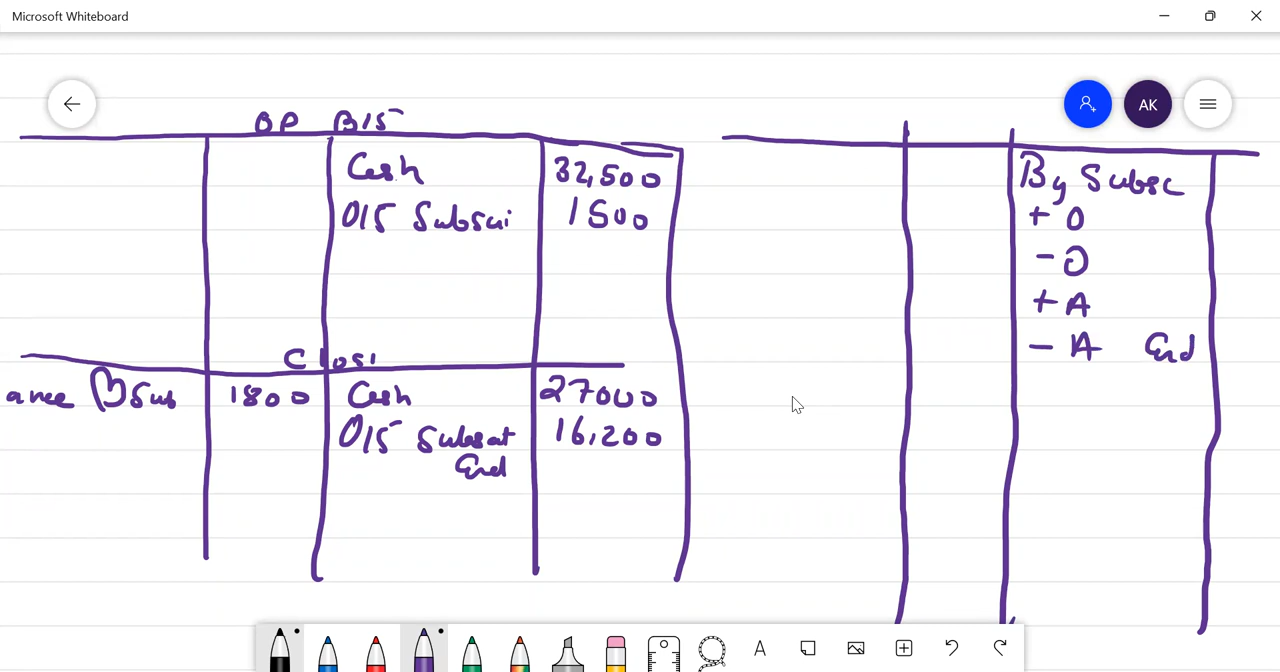 Microsoft Whiteboard
AK
OP B/S
Cash 32,500
O/S Subscri 1500
Closi
ance Sub 1800 Cash 27000
O/S Subs at 16,200
End
By Subsc
+ O
- O
+ A
- A End
A